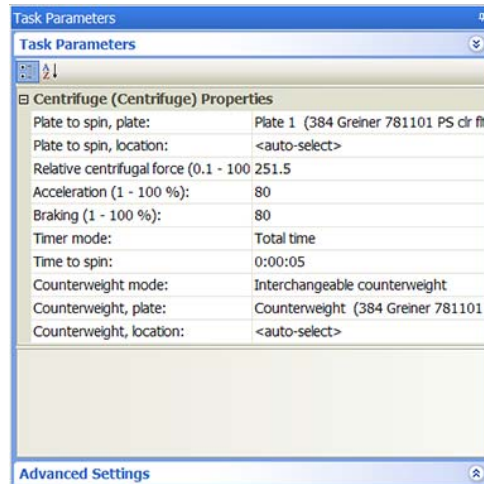 Task Parameters
Task Parameters
Centrifuge (Centrifuge) Properties
Plate to spin, plate: Plate 1 (384 Greiner 781101 PS clr
Plate to spin, location: <auto-select>
Relative centrifugal force (0.1 - 100 251.5
Acceleration (1 - 100 %): 80
Braking (1 - 100 %): 80
Timer mode: Total time
Time to spin: 0:00:05
Counterweight mode: Interchangeable counterweight
Counterweight, plate: Counterweight (384 Greiner 781101
Counterweight, location: <auto-select>
Advanced Settings